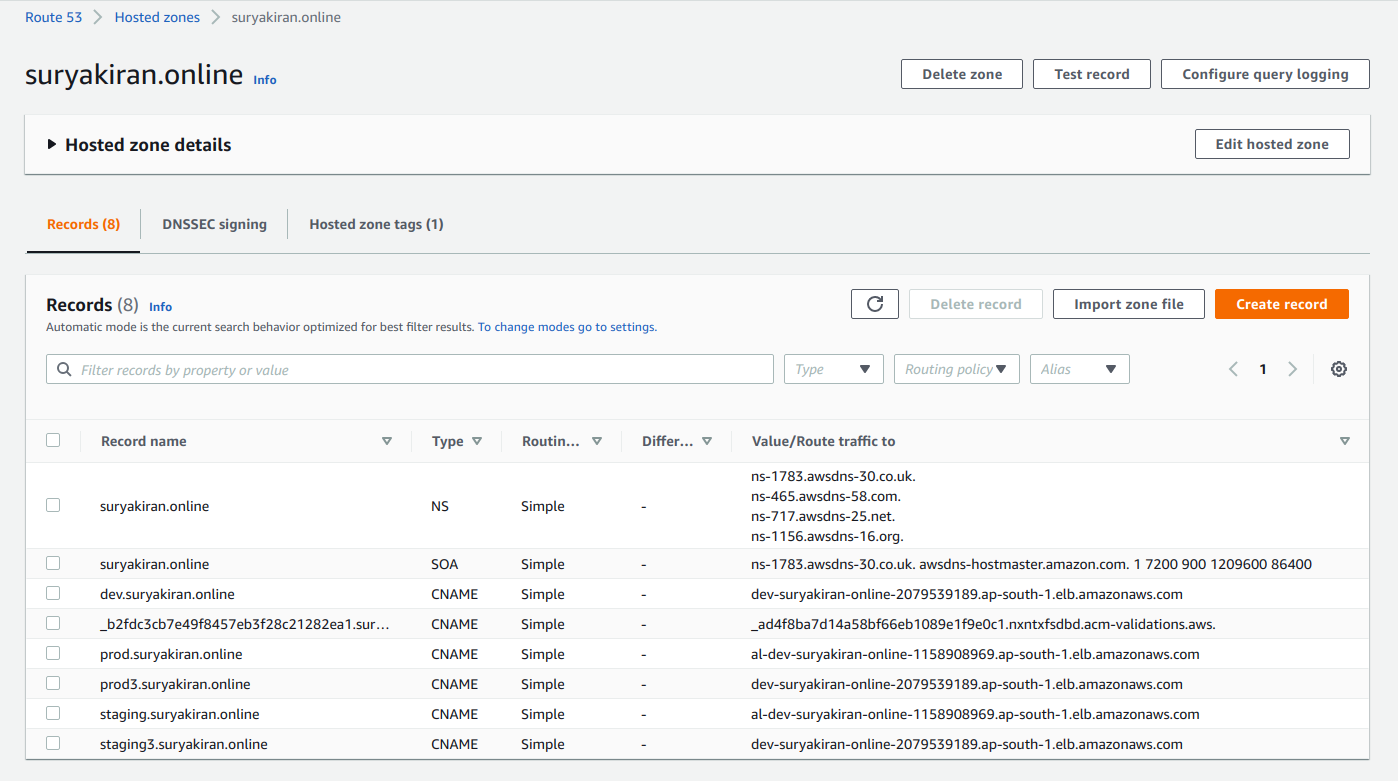 Route 53 > Hosted zones > suryakiran.online
suryakiran.online Info
Delete zone Test record Configure query logging
Hosted zone details Edit hosted zone
Records (8) DNSSEC signing Hosted zone tags (1)
Records (8) Info
Delete record Import zone file Create record
Automatic mode is the current search behavior optimized for best filter results. To change modes go to settings.
Filter records by property or value Type Routing policy Alias 1
Record name Type Routin... Differ... Value/Route traffic to
ns-1783.awsdns-30.co.uk.
ns-465.awsdns-58.com.
suryakiran.online NS Simple -
ns-717.awsdns-25.net.
ns-1156.awsdns-16.org.
suryakiran.online SOA Simple - ns-1783.awsdns-30.co.uk. awsdns-hostmaster.amazon.com. 1 7200 900 1209600 86400
dev.suryakiran.online CNAME Simple - dev-suryakiran-online-2079539189.ap-south-1.elb.amazonaws.com
_b2fdc3cb7e49f8457eb3f28c21282ea1.sur... CNAME Simple - _ad4f8ba7d14a58bf66eb1089e1f9e0c1.nxntxfsdbd.acm-validations.aws.
prod.suryakiran.online CNAME Simple - al-dev-suryakiran-online-1158908969.ap-south-1.elb.amazonaws.com
prod3.suryakiran.online CNAME Simple - dev-suryakiran-online-2079539189.ap-south-1.elb.amazonaws.com
staging.suryakiran.online CNAME Simple - al-dev-suryakiran-online-1158908969.ap-south-1.elb.amazonaws.com
staging3.suryakiran.online CNAME Simple - dev-suryakiran-online-2079539189.ap-south-1.elb.amazonaws.com